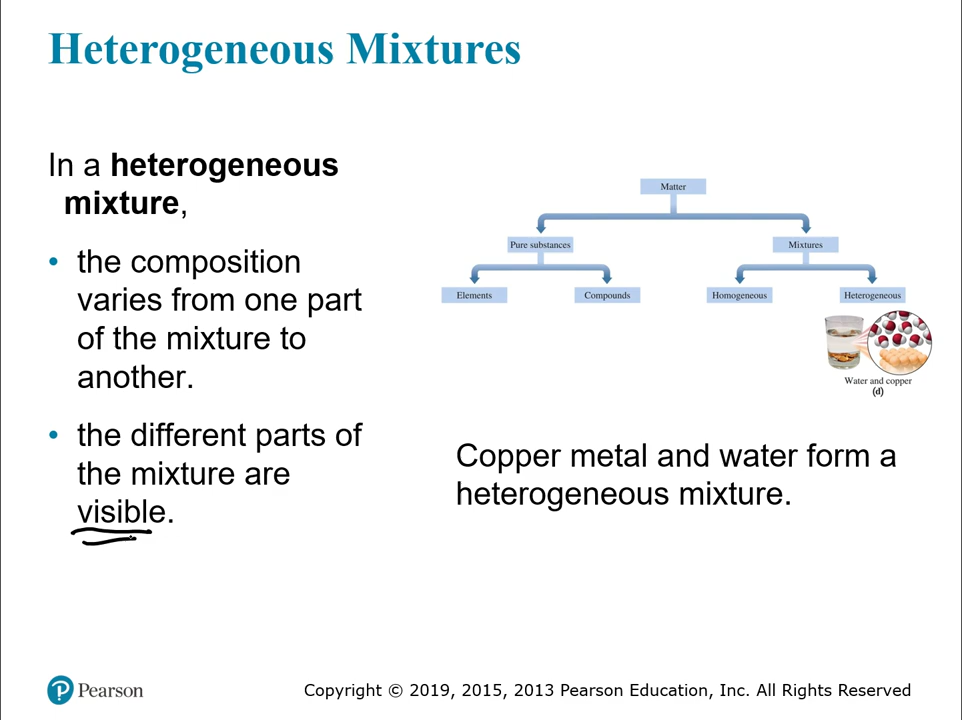 Heterogeneous Mixtures
In a heterogeneous
mixture,
• the composition
varies from one part
of the mixture to
another.
• the different parts of
the mixture are
visible.
Matter
Pure substances
Mixtures
Elements
Compounds
Homogeneous
Heterogeneous
Water and copper
(d)
Copper metal and water form a
heterogeneous mixture.
Pearson
Copyright © 2019, 2015, 2013 Pearson Education, Inc. All Rights Reserved